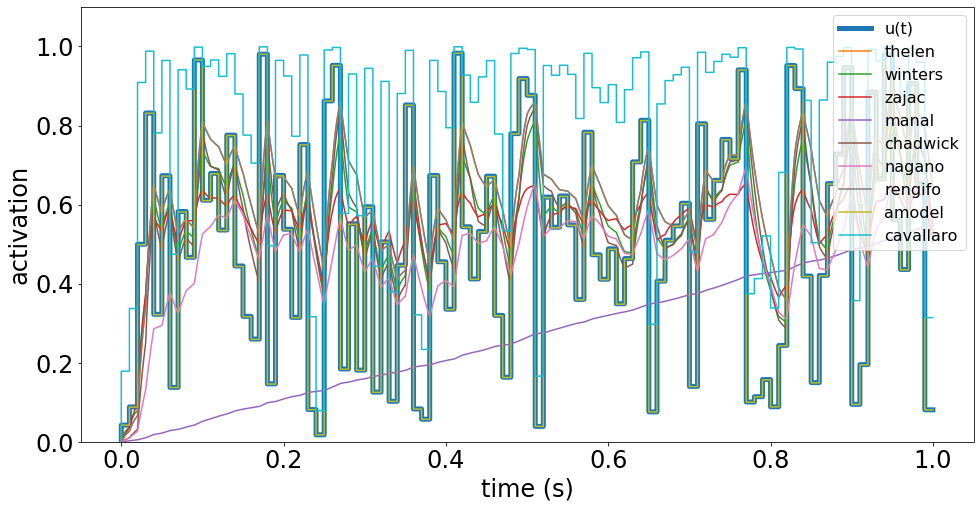 activation
1.0
0.8
0.6
0.4
0.2
0.0
0.0 0.2 0.4 0.6 0.8 1.0
time (s)
u(t)
thelen
winters
zajac
manal
chadwick
nagano
rengifo
amodel
cavallaro